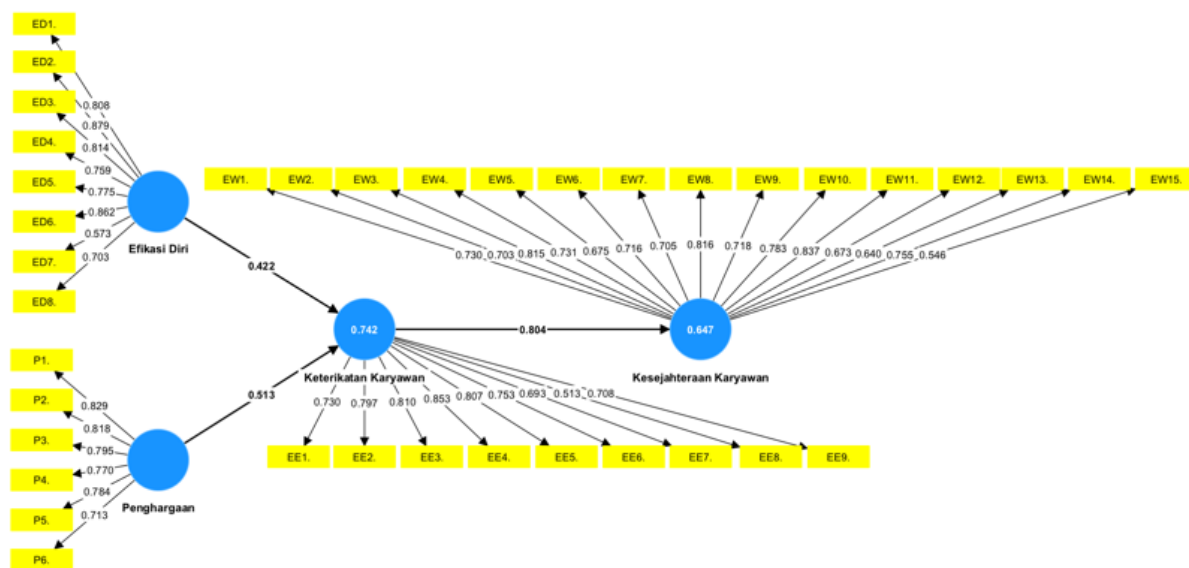 ED1.
ED2.
ED3.
ED4.
ED5.
ED6.
ED7.
ED8.
0.808
0.879
0.814
0.759
0.775
0.862
0.573
0.703
Efikasi Diri
0.422
P1.
P2.
P3.
P4.
P5.
P6.
0.829
0.818
0.795
0.770
0.784
0.713
Penghargaan
0.513
EW1. EW2. EW3. EW4. EW5. EW6. EW7. EW8. EW9. EW10. EW11. EW12. EW13. EW14. EW15.
0.730 0.703 0.815 0.731 0.675 0.716 0.705 0.816 0.718 0.783 0.837 0.673 0.640 0.755 0.546
0.742
0.804
0.647
Keterikatan Karyawan
Kesejahteraan Karyawan
0.730 0.797 0.810 0.853 0.807 0.753 0.693 0.513 0.708
EE1. EE2. EE3. EE4. EE5. EE6. EE7. EE8. EE9.